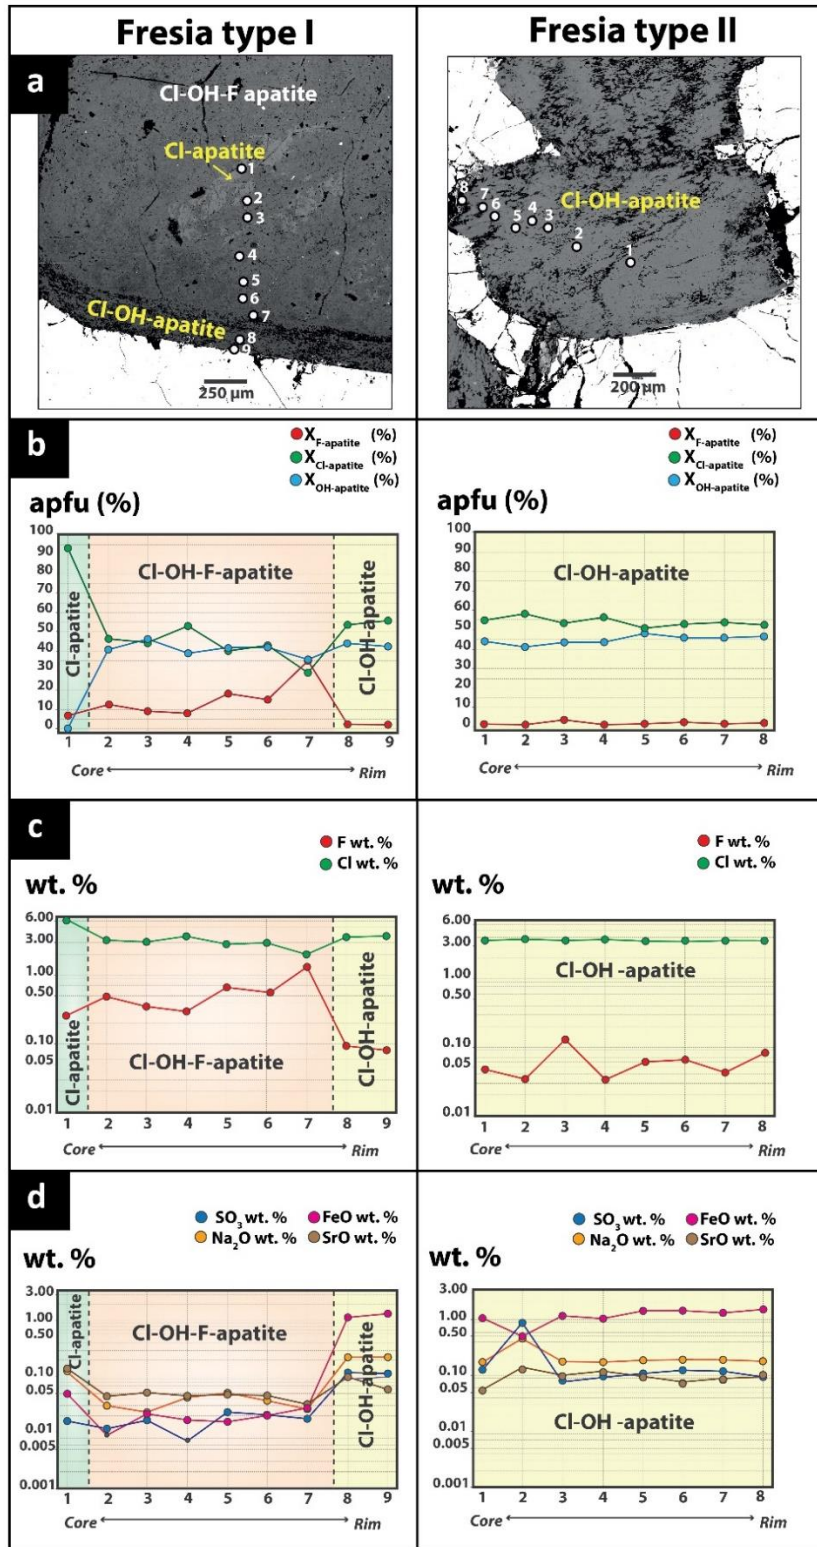 Fresia type I
Fresia type II
a
Cl-OH-F apatite
Cl-apatite
1
2
3
4
5
6
7
8
9
Cl-OH-apatite
250 µm
8
7
6
5
4
3
2
1
Cl-OH-apatite
200 µm
b
X F-apatite (%)
X Cl-apatite (%)
X OH-apatite (%)
apfu (%)
100
90
80
70
60
50
40
30
20
10
0
Cl-apatite
Cl-OH-F-apatite
Cl-OH-apatite
1 2 3 4 5 6 7 8 9
Core Rim
X F-apatite (%)
X Cl-apatite (%)
X OH-apatite (%)
apfu (%)
100
90
80
70
60
50
40
30
20
10
0
Cl-OH-apatite
1 2 3 4 5 6 7 8
Core Rim
c
F wt. %
Cl wt. %
wt. %
6.00
3.00
1.00
0.50
0.10
0.05
0.01
Cl-apatite
Cl-OH-F-apatite
Cl-OH-apatite
1 2 3 4 5 6 7 8 9
Core Rim
F wt. %
Cl wt. %
wt. %
6.00
3.00
1.00
0.50
0.10
0.05
0.01
Cl-OH -apatite
1 2 3 4 5 6 7 8
Core Rim
d
SO3 wt. % FeO wt. %
Na2O wt. % SrO wt. %
wt. %
3.00
1.00
0.50
0.10
0.05
0.01
0.005
0.001
Cl-apatite
Cl-OH-F-apatite
Cl-OH-apatite
1 2 3 4 5 6 7 8 9
Core Rim
SO3 wt. % FeO wt. %
Na2O wt. % SrO wt. %
wt. %
3.00
1.00
0.50
0.10
0.05
0.01
0.005
0.001
Cl-OH -apatite
1 2 3 4 5 6 7 8
Core Rim